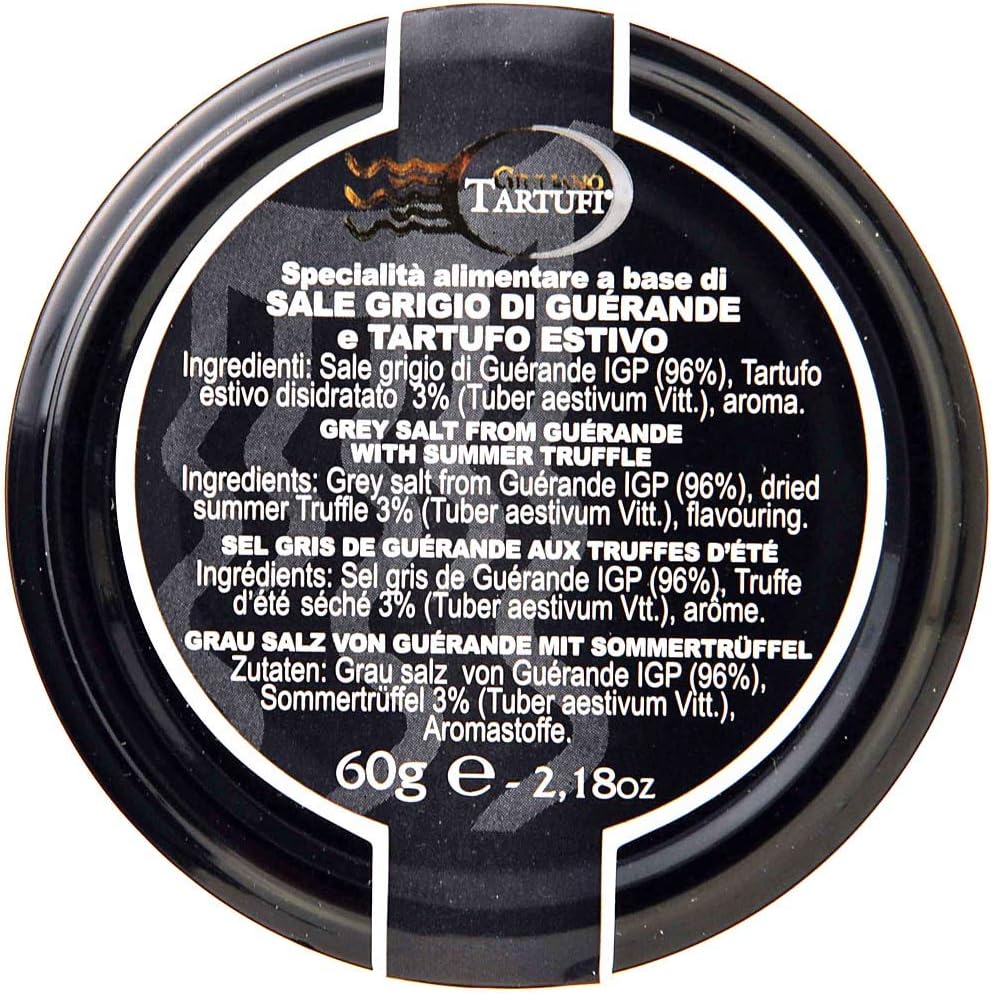 GIULIANO
TARTUFI®
Specialità alimentare a base di
SALE GRIGIO DI GUÉRANDE
e TARTUFO ESTIVO
Ingredienti: Sale grigio di Guérande IGP (96%), Tartufo
estivo disidratato 3% (Tuber aestivum Vitt.), aroma.
GREY SALT FROM GUÉRANDE
WITH SUMMER TRUFFLE
Ingredients: Grey salt from Guérande IGP (96%), dried
summer Truffle 3% (Tuber aestivum Vitt.), flavouring.
SEL GRIS DE GUÉRANDE AUX TRUFFES D'ÉTÉ
Ingrédients: Sel gris de Guérande IGP (96%), Truffe
d'été séché 3% (Tuber aestivum Vtt.), arôme.
GRAU SALZ VON GUÉRANDE MIT SOMMERTRÜFFEL
Zutaten: Grau salz von Guérande IGP (96%),
Sommertrüffel 3% (Tuber aestivum Vitt.),
Aromastoffe.
60g e - 2,18oz